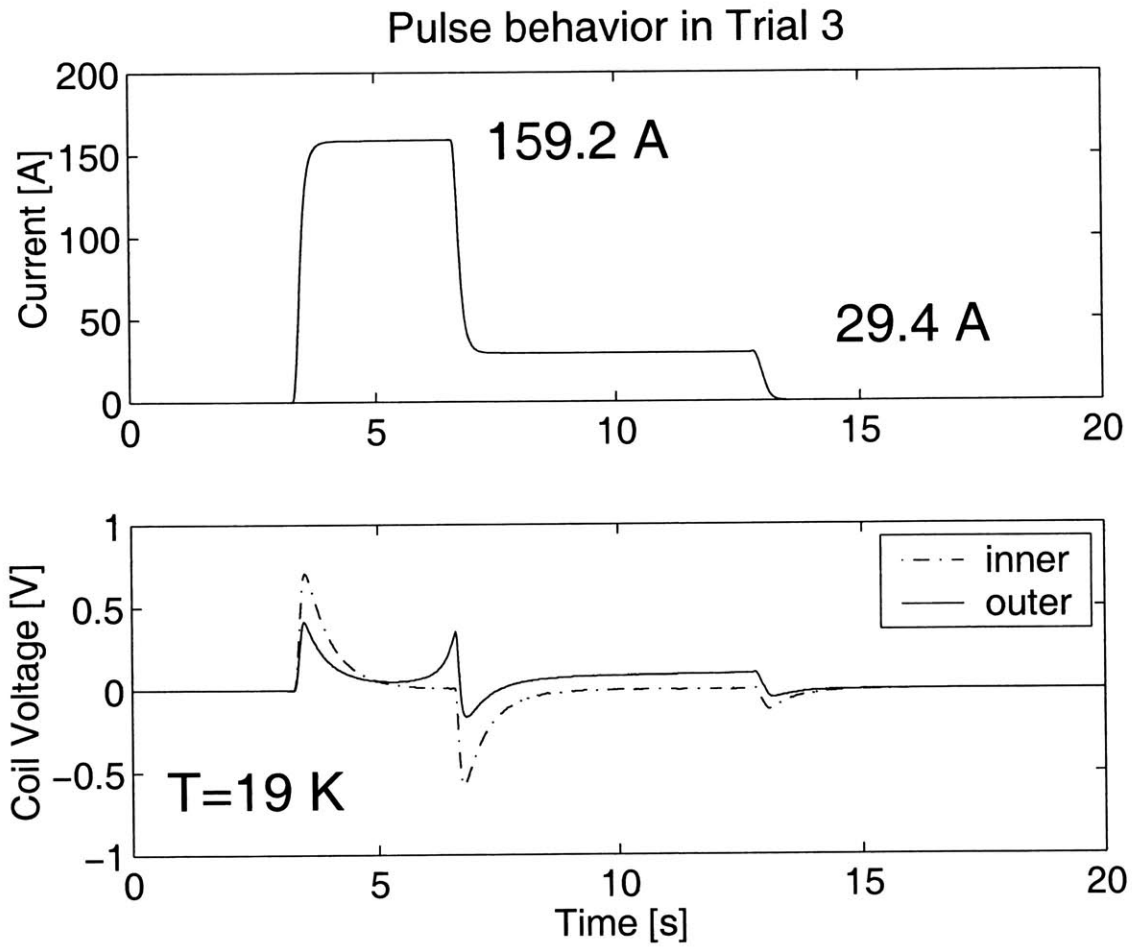 Pulse behavior in Trial 3
200
150
100
50
0
Current [A]
159.2 A
29.4 A
0 5 10 15 20
1
0.5
0
−0.5
−1
Coil Voltage [V]
inner
outer
T=19 K
0 5 10 15 20
Time [s]